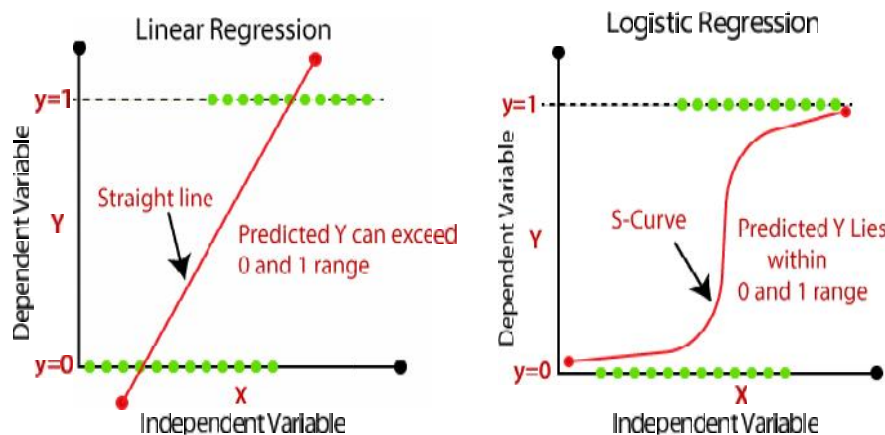 Linear Regression
y=1
Dependent Variable
Y
Straight line
Predicted Y can exceed
0 and 1 range
y=0
X
Independent Variable
Logistic Regression
y=1
Dependent Variable
Y
S-Curve
Predicted Y Lies
within
0 and 1 range
y=0
X
Independent Variable